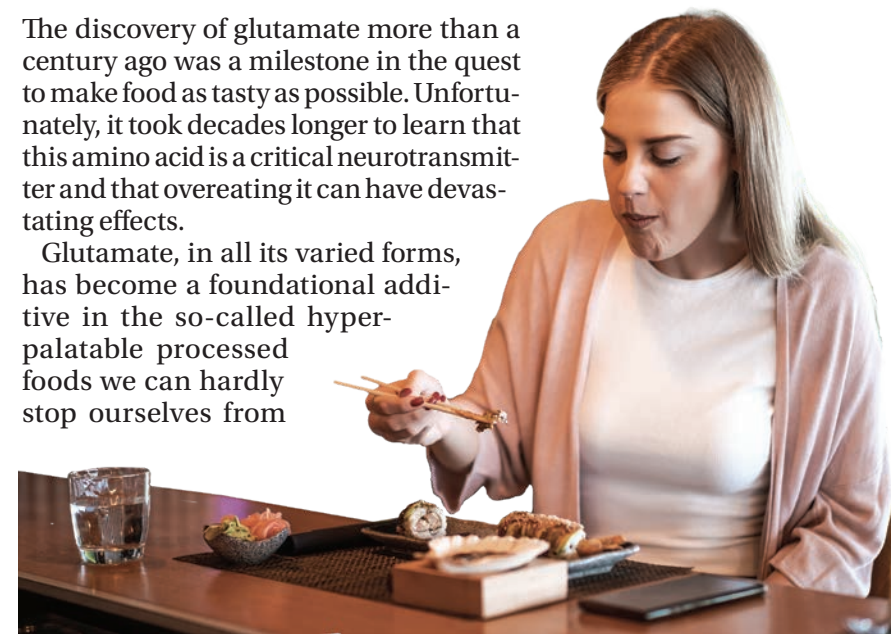 The discovery of glutamate more than a
century ago was a milestone in the quest
to make food as tasty as possible. Unfortu-
nately, it took decades longer to learn that
this amino acid is a critical neurotransmit-
ter and that overeating it can have devas-
tating effects.
Glutamate, in all its varied forms,
has become a foundational addi-
tive in the so-called hyper-
palatable processed
foods we can hardly
stop ourselves from